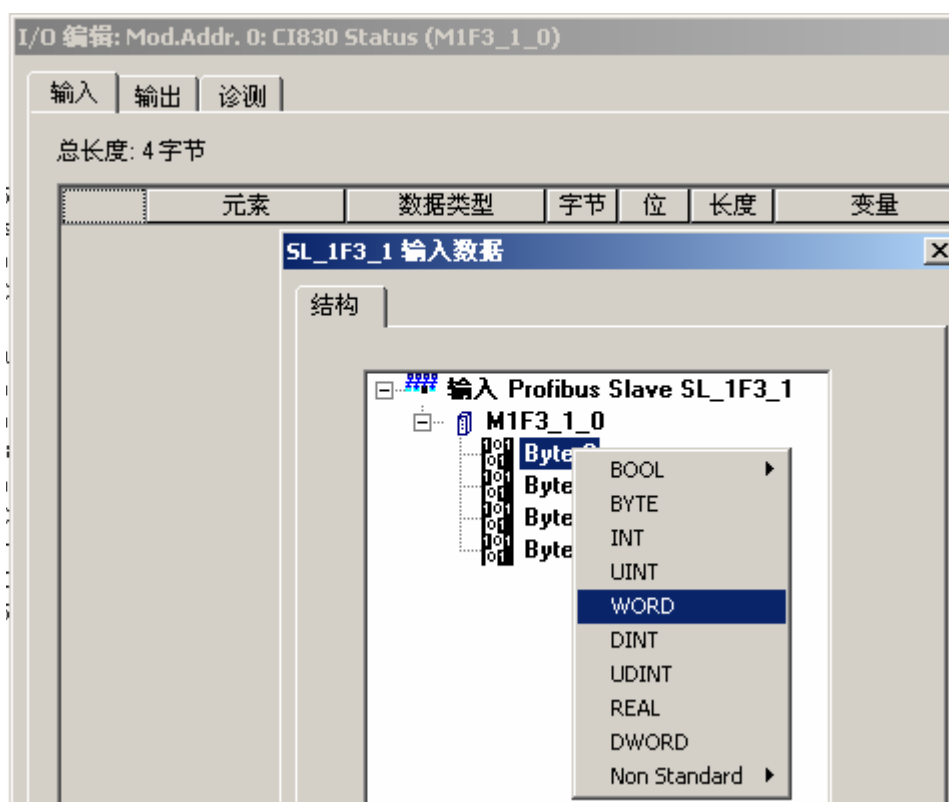 I/O 编辑: Mod.Addr. 0: CI830 Status (M1F3_1_0)
输入 输出 诊测
总长度: 4 字节
元素 数据类型 字节 位 长度 变量
SL_1F3_1 输入数据
结构
输入 Profibus Slave SL_1F3_1
M1F3_1_0
Byte
Byte
Byte
Byte
BOOL
BYTE
INT
UINT
WORD
DINT
UDINT
REAL
DWORD
Non Standard